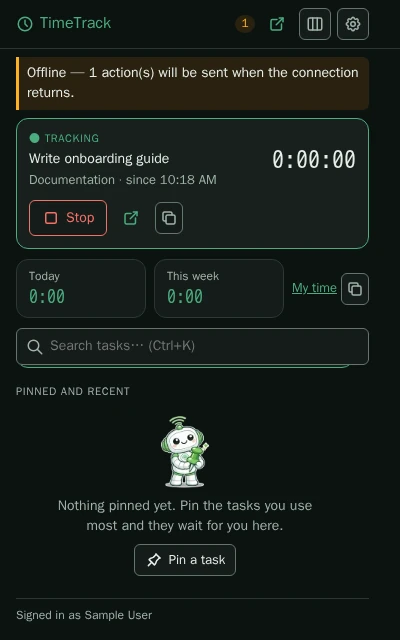 TimeTrack
1
Offline — 1 action(s) will be sent when the connection
returns.
TRACKING
Write onboarding guide
0:00:00
Documentation · since 10:18 AM
Stop
Today
0:00
This week
0:00
My time
Search tasks··· (Ctrl+K)
PINNED AND RECENT
Nothing pinned yet. Pin the tasks you use
most and they wait for you here.
Pin a task
Signed in as Sample User